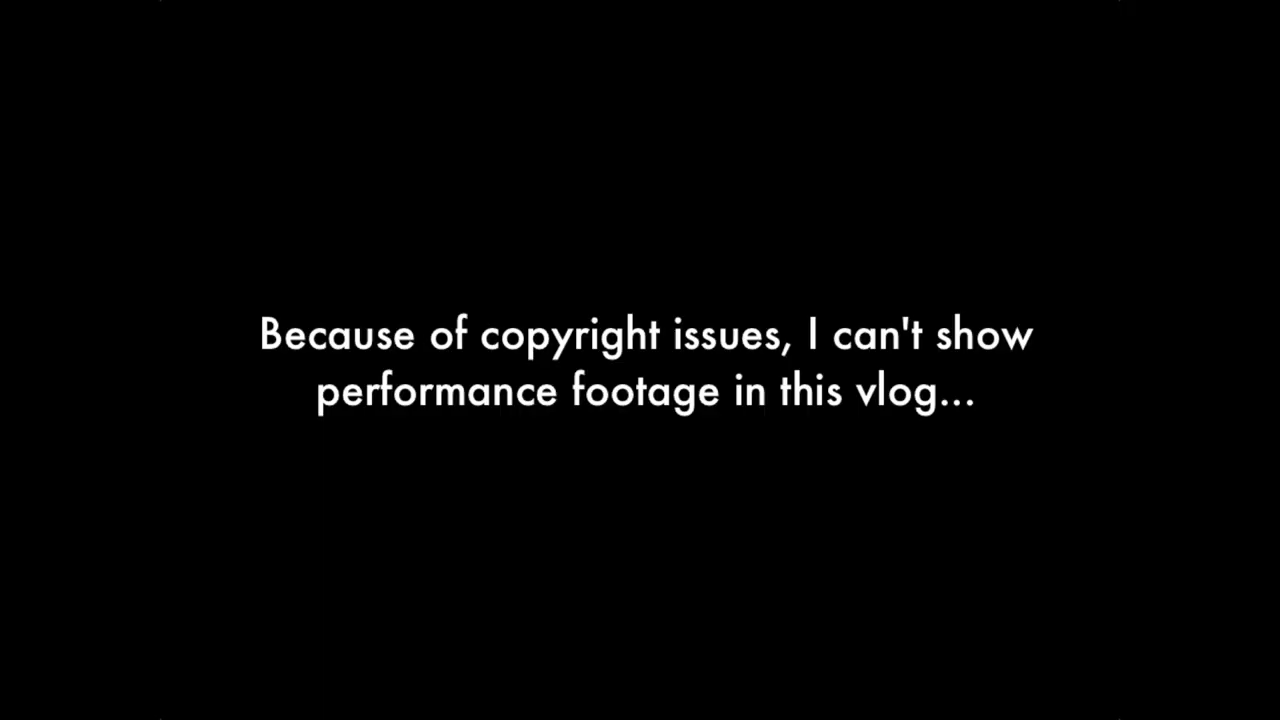 Because of copyright issues, I can't show
performance footage in this vlog...